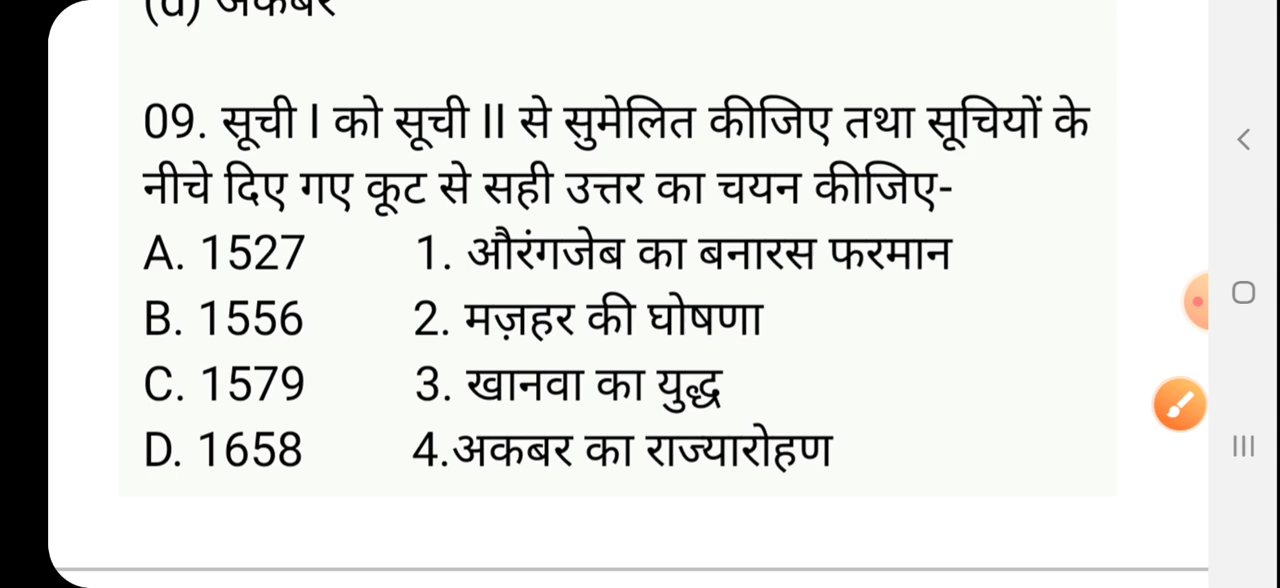 09. सूची I को सूची II से सुमेलित कीजिए तथा सूचियों के
नीचे दिए गए कूट से सही उत्तर का चयन कीजिए-
A. 1527 1. औरंगजेब का बनारस फरमान
B. 1556 2. मज़हर की घोषणा
C. 1579 3. खानवा का युद्ध
D. 1658 4.अकबर का राज्यारोहण